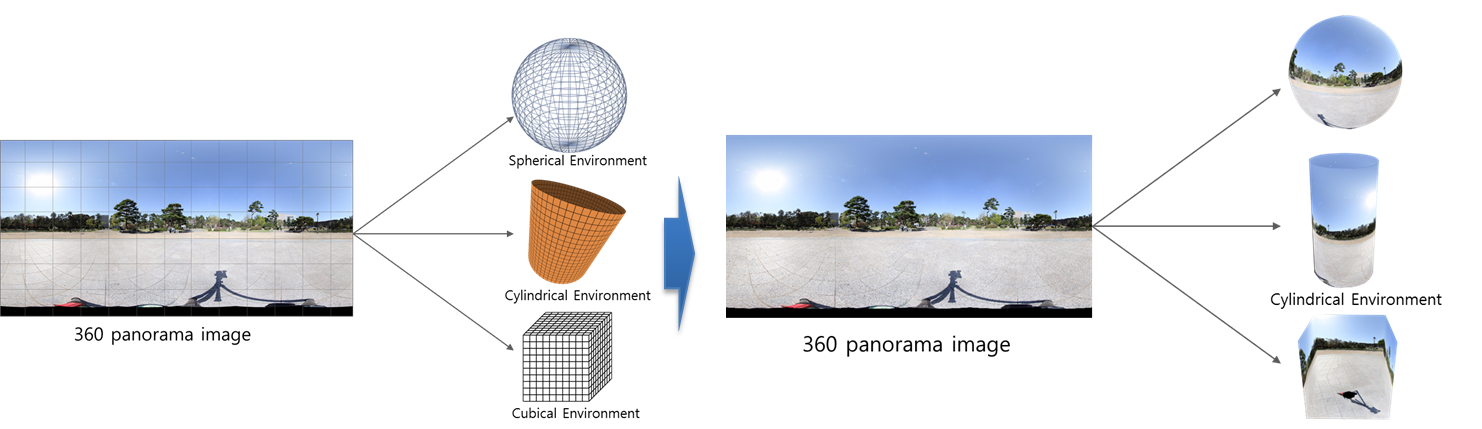 Spherical Environment
Cylindrical Environment
360 panorama image
Cubical Environment
Cylindrical Environment
360 panorama image